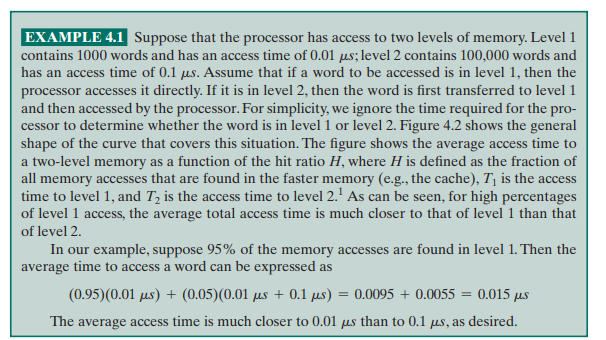 EXAMPLE 4.1 Suppose that the processor has access to two levels of memory. Level 1
contains 1000 words and has an access time of 0.01 μs; level 2 contains 100,000 words and
has an access time of 0.1 μs. Assume that if a word to be accessed is in level 1, then the
processor accesses it directly. If it is in level 2, then the word is first transferred to level 1
and then accessed by the processor. For simplicity, we ignore the time required for the pro-
cessor to determine whether the word is in level 1 or level 2. Figure 4.2 shows the general
shape of the curve that covers this situation. The figure shows the average access time to
a two-level memory as a function of the hit ratio H, where H is defined as the fraction of
all memory accesses that are found in the faster memory (e.g., the cache), T₁ is the access
time to level 1, and T₂ is the access time to level 2.¹ As can be seen, for high percentages
of level 1 access, the average total access time is much closer to that of level 1 than that
of level 2.
In our example, suppose 95% of the memory accesses are found in level 1. Then the
average time to access a word can be expressed as
(0.95)(0.01 μs) + (0.05)(0.01 μs + 0.1 μs) = 0.0095 + 0.0055 = 0.015 μs
The average access time is much closer to 0.01 μs than to 0.1 μs, as desired.